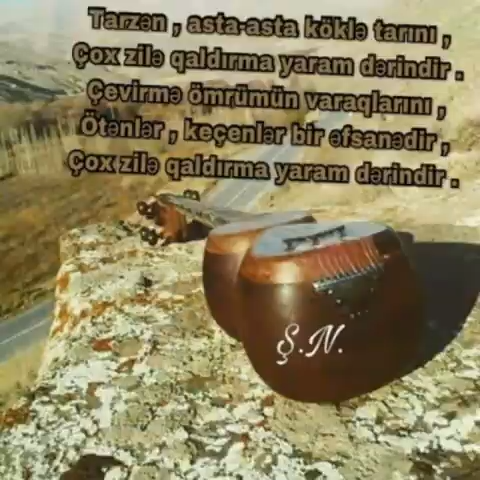 Tarzən , asta-asta köklə tarını ,
Çox zilə qaldırma yaram dərindir .
Çevirmə ömrümün varaqlarını ,
Ötənlər , keçenlər bir əfsanədir ,
Çox zilə qaldırma yaram dərindir .
Ş.N.